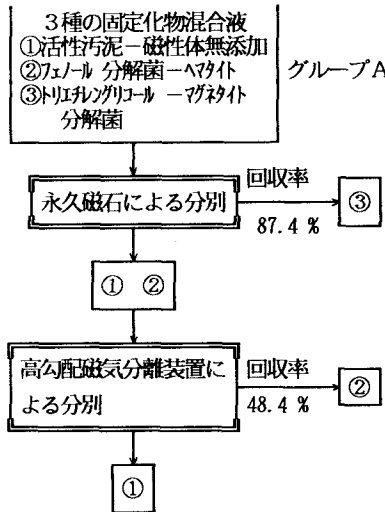 3種の固定化物混合液
①活性汚泥－磁性体無添加
②フェノール 分解菌－ヘマタイト
③トリエチレングリコール －マグネタイト
分解菌
グループA
永久磁石による分別
回収率
87.4 %
③
① ②
高勾配磁気分離装置に
よる分別
回収率
48.4 %
②
①